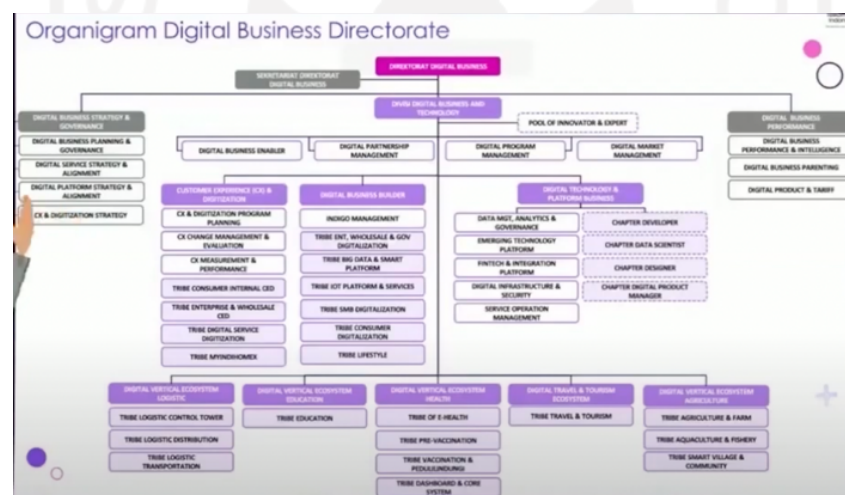 Organigram Digital Business Directorate
DIREKTORAT DIGITAL BUSINESS
SEKRETARIAT DIREKTORAT
DIGITAL BUSINESS
DIGITAL BUSINESS STRATEGY &
GOVERNANCE
DIGITAL BUSINESS PLANNING &
GOVERNANCE
DIGITAL SERVICE STRATEGY &
ALIGNMENT
DIGITAL PLATFORM STRATEGY &
ALIGNMENT
CX & DIGITIZATION STRATEGY
DIVISI DIGITAL BUSINESS AND
TECHNOLOGY
POOL OF INNOVATOR & EXPERT
DIGITAL BUSINESS
PERFORMANCE
DIGITAL BUSINESS
PERFORMANCE & INTELLIGENCE
DIGITAL BUSINESS PARENTING
DIGITAL PRODUCT & TARIFF
DIGITAL BUSINESS ENABLER
DIGITAL PARTNERSHIP
MANAGEMENT
DIGITAL PROGRAM
MANAGEMENT
DIGITAL MARKET
MANAGEMENT
CUSTOMER EXPERIENCE (CX) &
DIGITIZATION
CX & DIGITIZATION PROGRAM
PLANNING
CX CHANGE MANAGEMENT &
EVALUATION
CX MEASUREMENT &
PERFORMANCE
TRIBE CONSUMER INTERNAL CED
TRIBE ENTERPRISE & WHOLESALE
CED
TRIBE DIGITAL SERVICE
DIGITIZATION
TRIBE MYINDIHOMEX
DIGITAL BUSINESS BUILDER
INDIGO MANAGEMENT
TRIBE ENT, WHOLESALE & GOV
DIGITALIZATION
TRIBE BIG DATA & SMART
PLATFORM
TRIBE IOT PLATFORM & SERVICES
TRIBE SMB DIGITALIZATION
TRIBE CONSUMER
DIGITALIZATION
TRIBE LIFESTYLE
DIGITAL TECHNOLOGY &
PLATFORM BUSINESS
DATA MGT, ANALYTICS &
GOVERNANCE
EMERGING TECHNOLOGY
PLATFORM
FINTECH & INTEGRATION
PLATFORM
DIGITAL INFRASTRUCTURE &
SECURITY
SERVICE OPERATION
MANAGEMENT
CHAPTER DEVELOPER
CHAPTER DATA SCIENTIST
CHAPTER DESIGNER
CHAPTER DIGITAL PRODUCT
MANAGER
DIGITAL VERTICAL ECOSYSTEM
LOGISTIC
TRIBE LOGISTIC CONTROL TOWER
TRIBE LOGISTIC DISTRIBUTION
TRIBE LOGISTIC
TRANSPORTATION
DIGITAL VERTICAL ECOSYSTEM
EDUCATION
TRIBE EDUCATION
DIGITAL VERTICAL ECOSYSTEM
HEALTH
TRIBE OF E-HEALTH
TRIBE PRE-VACCINATION
TRIBE VACCINATION &
PEDULILINDUNGI
TRIBE DASHBOARD & CORE
SYSTEM
DIGITAL TRAVEL & TOURISM
ECOSYSTEM
TRIBE TRAVEL & TOURISM
DIGITAL VERTICAL ECOSYSTEM
AGRICULTURE
TRIBE AGRICULTURE & FARM
TRIBE AQUACULTURE & FISHERY
TRIBE SMART VILLAGE &
COMMUNITY